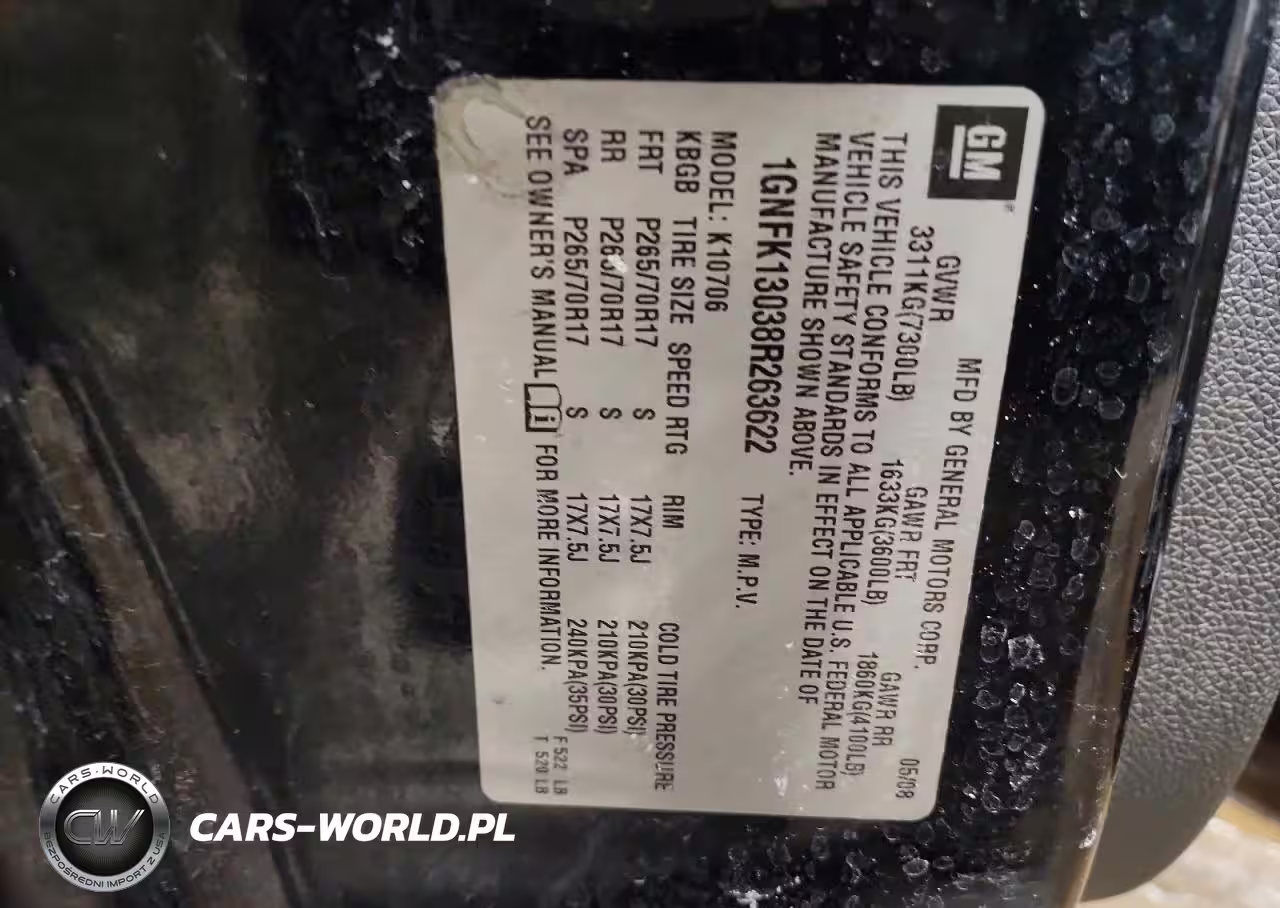 GM
MFD BY GENERAL MOTORS CORP. 05/08
GVWR GAWR FRT GAWR RR
3311KG(7300LB) 1633KG(3600LB) 1860KG(4100LB)
THIS VEHICLE CONFORMS TO ALL APPLICABLE U.S. FEDERAL MOTOR
VEHICLE SAFETY STANDARDS IN EFFECT ON THE DATE OF
MANUFACTURE SHOWN ABOVE.
1GNFK13038R263622 TYPE: M.P.V.
MODEL: K10706
KBGB TIRE SIZE SPEED RTG RIM COLD TIRE PRESSURE
FRT P265/70R17 S 17X7.5J 210KPA(30PSI)
RR P265/70R17 S 17X7.5J 210KPA(30PSI)
SPA P265/70R17 S 17X7.5J 240KPA(35PSI)
SEE OWNER'S MANUAL i FOR MORE INFORMATION.
F 522 LB
T 520 LB
CARS-WORLD
CW
BEZPOŚREDNI IMPORT Z USA
CARS-WORLD.PL